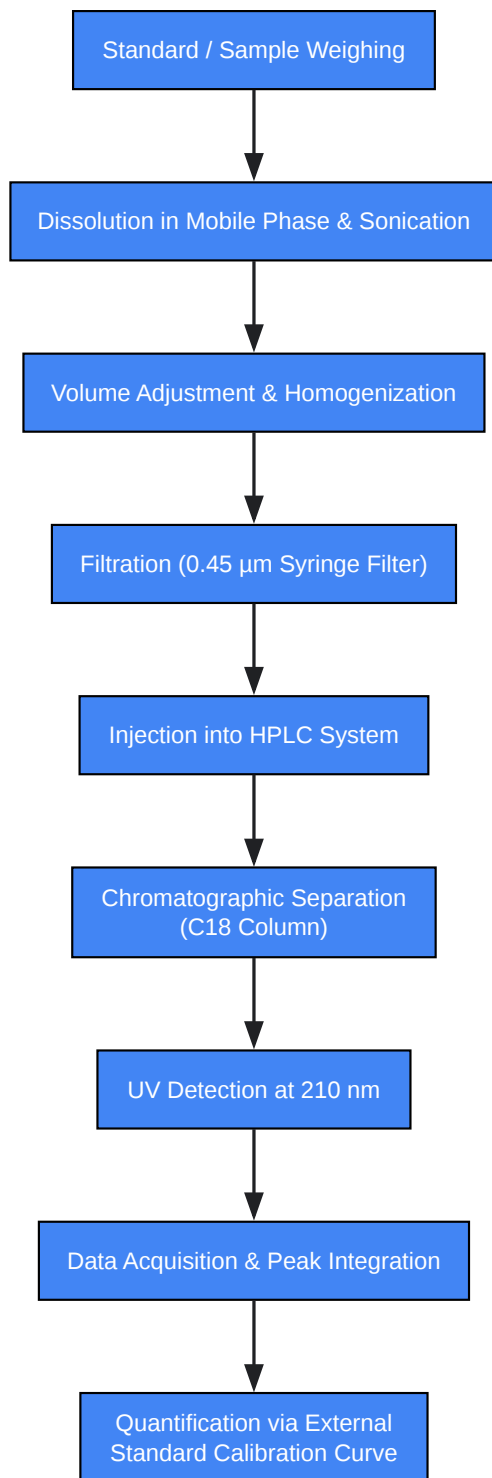 Standard / Sample Weighing
Dissolution in Mobile Phase & Sonication
Volume Adjustment & Homogenization
Filtration (0.45 µm Syringe Filter)
Injection into HPLC System
Chromatographic Separation
(C18 Column)
UV Detection at 210 nm
Data Acquisition & Peak Integration
Quantification via External
Standard Calibration Curve